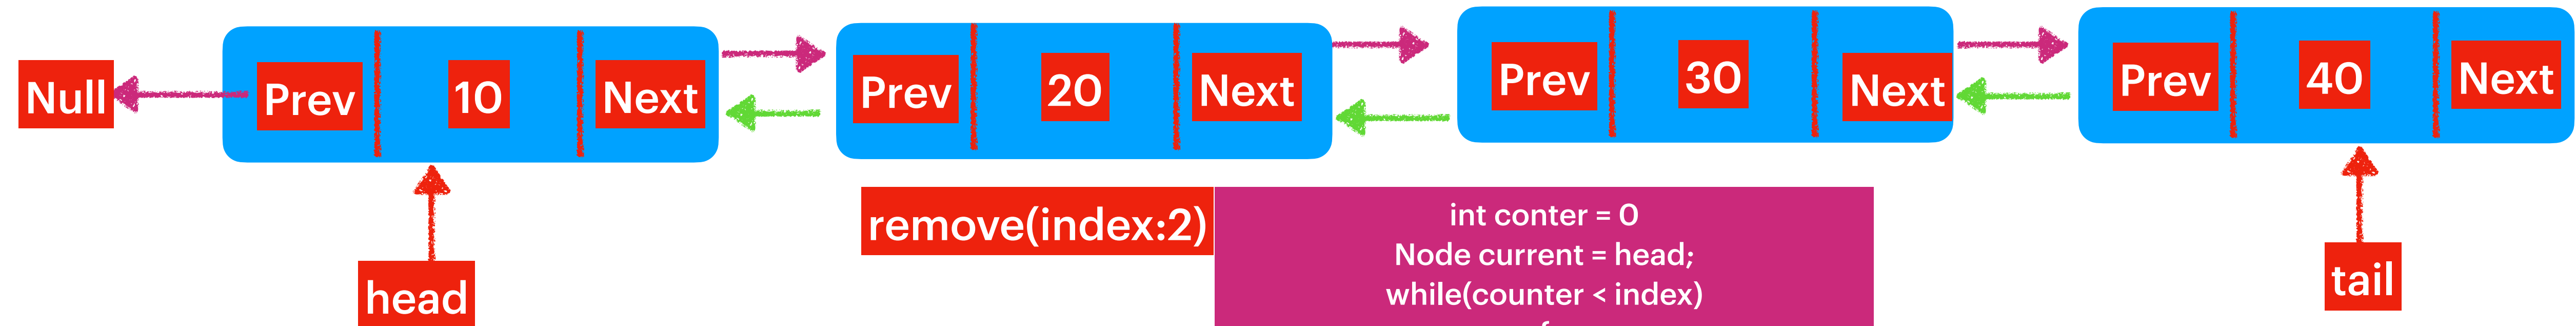 Null
Prev 10 Next
Prev 20 Next
Prev 30 Next
Prev 40 Next
head
remove(index:2)
int conter = 0
Node current = head;
while(counter < index)
tail